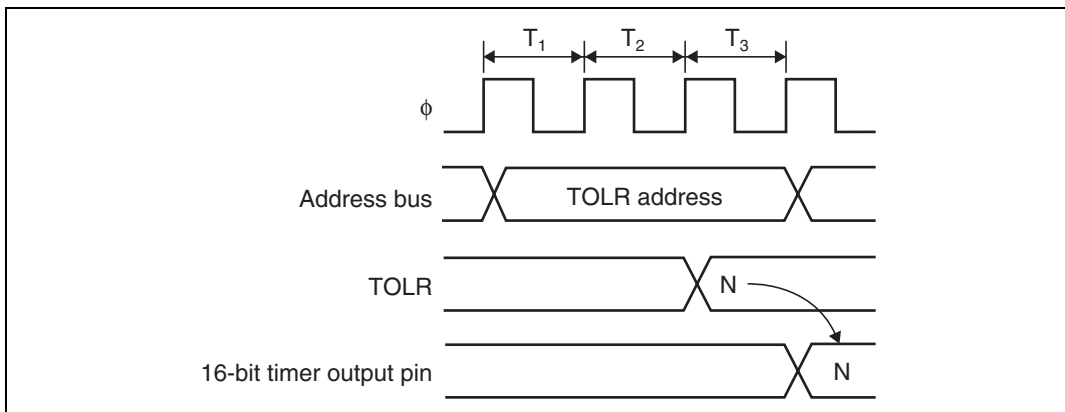 T₁ T₂ T₃
φ
Address bus TOLR address
TOLR N
16-bit timer output pin N